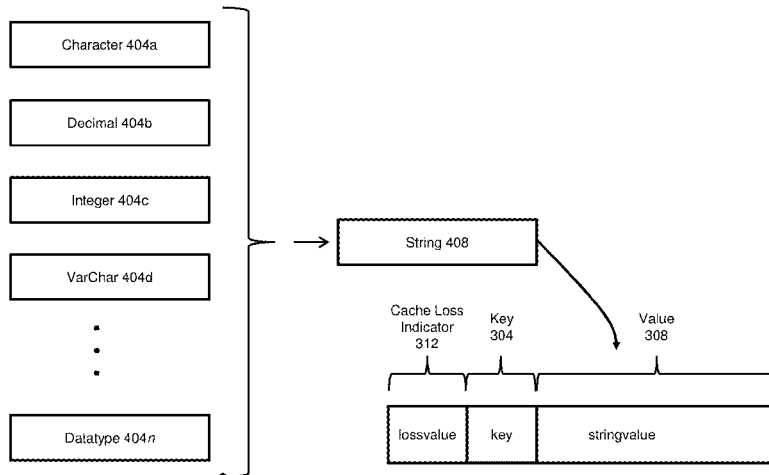 Character 404a
Decimal 404b
Integer 404c
VarChar 404d
Datatype 404n
String 408
Cache Loss
Indicator
312
Key
304
Value
308
lossvalue
key
stringvalue